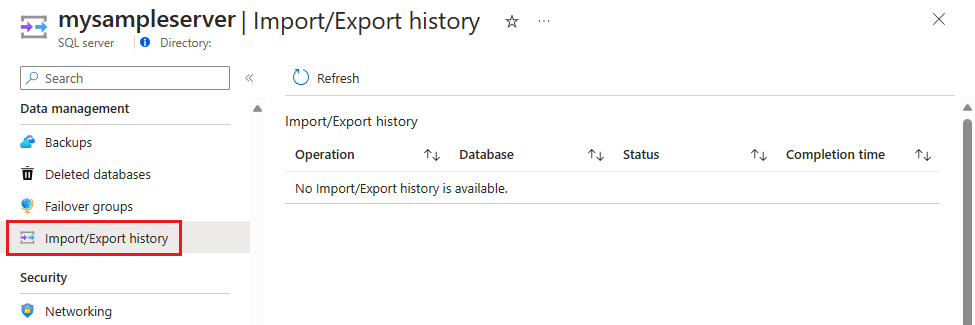 mysampleserver | Import/Export history ☆ ...
SQL server
Directory:
Search
«
Data management
Backups
Deleted databases
Failover groups
Import/Export history
Security
Networking
Refresh
Import/Export history
Operation ↑↓ Database ↑↓ Status ↑↓ Completion time ↑↓
No Import/Export history is available.